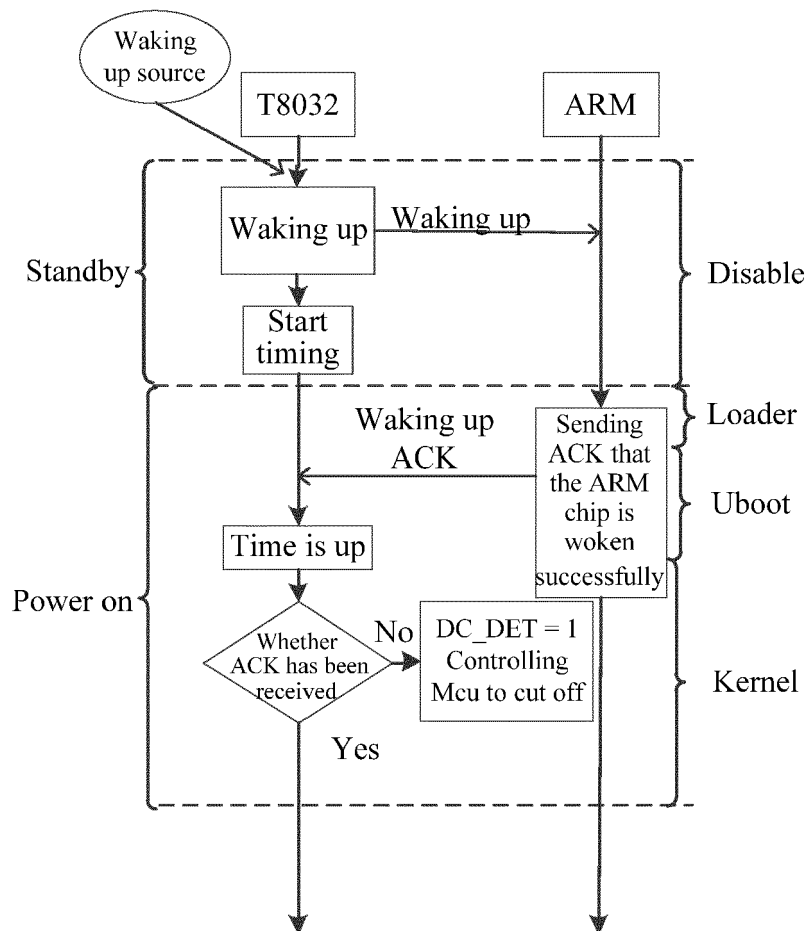 Waking
up source
T8032
ARM
Waking up
Waking up
Standby
Disable
Start
timing
Loader
Waking up
ACK
Sending
ACK that
the ARM
chip is
woken
successfully
Uboot
Time is up
Power on
Whether
ACK has been
received
No
DC_DET = 1
Controlling
Mcu to cut off
Kernel
Yes